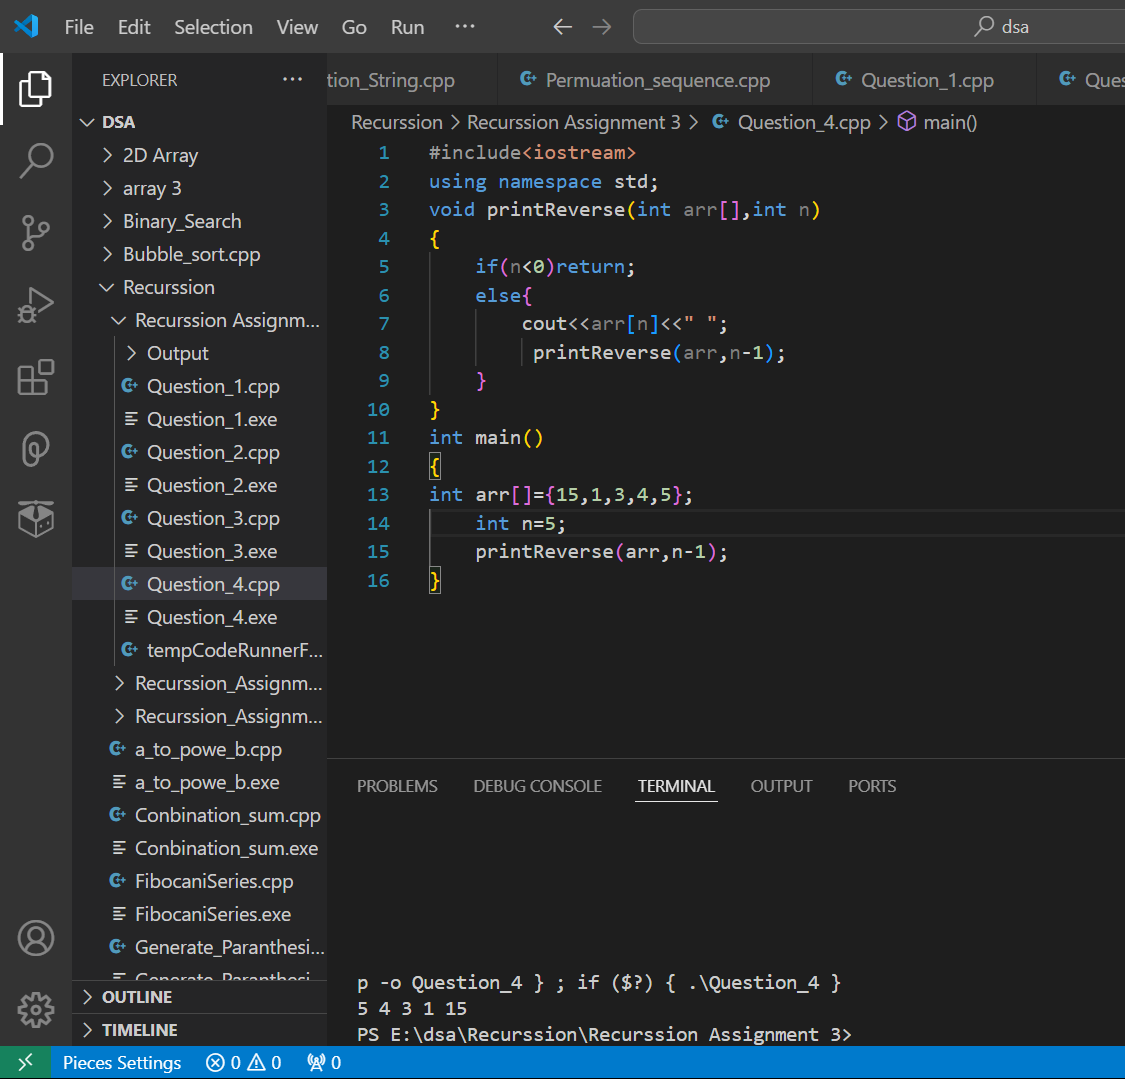 File Edit Selection View Go Run ··· dsa
EXPLORER ···
DSA
2D Array
array 3
Binary_Search
Bubble_sort.cpp
Recurssion
Recurssion Assignm...
Output
Question_1.cpp
Question_1.exe
Question_2.cpp
Question_2.exe
Question_3.cpp
Question_3.exe
Question_4.cpp
Question_4.exe
tempCodeRunnerF...
Recurssion_Assignm...
Recurssion_Assignm...
a_to_powe_b.cpp
a_to_powe_b.exe
Conbination_sum.cpp
Conbination_sum.exe
FibocaniSeries.cpp
FibocaniSeries.exe
Generate_Paranthesi...
Generate_Paranthesi...
OUTLINE
TIMELINE
tion_String.cpp Permuation_sequence.cpp Question_1.cpp Ques
Recurssion > Recurssion Assignment 3 > Question_4.cpp > main()
1 #include<iostream>
2 using namespace std;
3 void printReverse(int arr[],int n)
4 {
5 if(n<0)return;
6 else{
7 cout<<arr[n]<<" ";
8 printReverse(arr,n-1);
9 }
10 }
11 int main()
12 {
13 int arr[]={15,1,3,4,5};
14 int n=5;
15 printReverse(arr,n-1);
16 }
PROBLEMS DEBUG CONSOLE TERMINAL OUTPUT PORTS
p -o Question_4 } ; if ($?) { .\Question_4 }
5 4 3 1 15
PS E:\dsa\Recurssion\Recurssion Assignment 3>
Pieces Settings 0 0 0